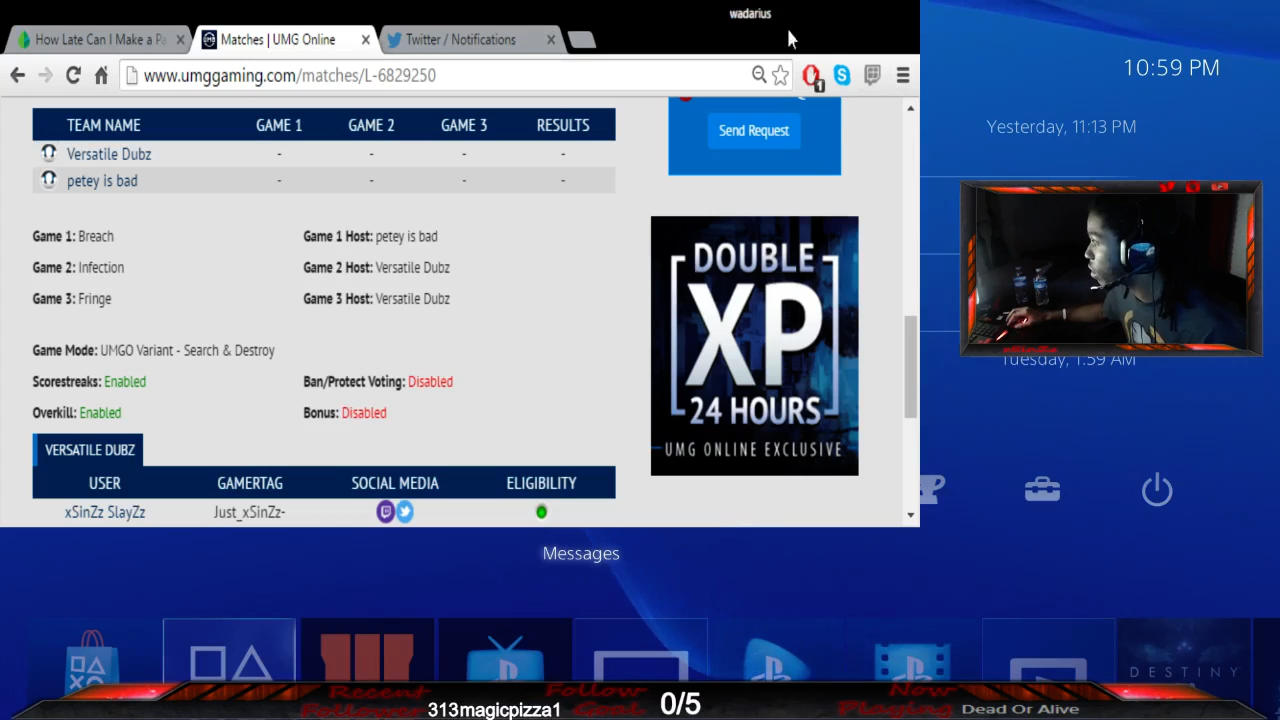 wadarius
How Late Can I Make a Pa
Matches | UMG Online
Twitter / Notifications
www.umggaming.com/matches/L-6829250
1
10:59 PM
Yesterday, 11:13 PM
TEAM NAME GAME 1 GAME 2 GAME 3 RESULTS
Versatile Dubz - - - -
petey is bad - - - -
Send Request
Game 1: Breach Game 1 Host: petey is bad
Game 2: Infection Game 2 Host: Versatile Dubz
Game 3: Fringe Game 3 Host: Versatile Dubz
Game Mode: UMGO Variant - Search & Destroy
Scorestreaks: Enabled Ban/Protect Voting: Disabled
Overkill: Enabled Bonus: Disabled
DOUBLE
XP
24 HOURS
UMG ONLINE EXCLUSIVE
Tuesday, 1:59 AM
VERSATILE DUBZ
USER GAMERTAG SOCIAL MEDIA ELIGIBILITY
xSinZz SlayZz Just_xSinZz-
Messages
DESTINY
Recent
Follower
313magicpizza1
Follow
Goal
0/5
Now
Playing
Dead Or Alive